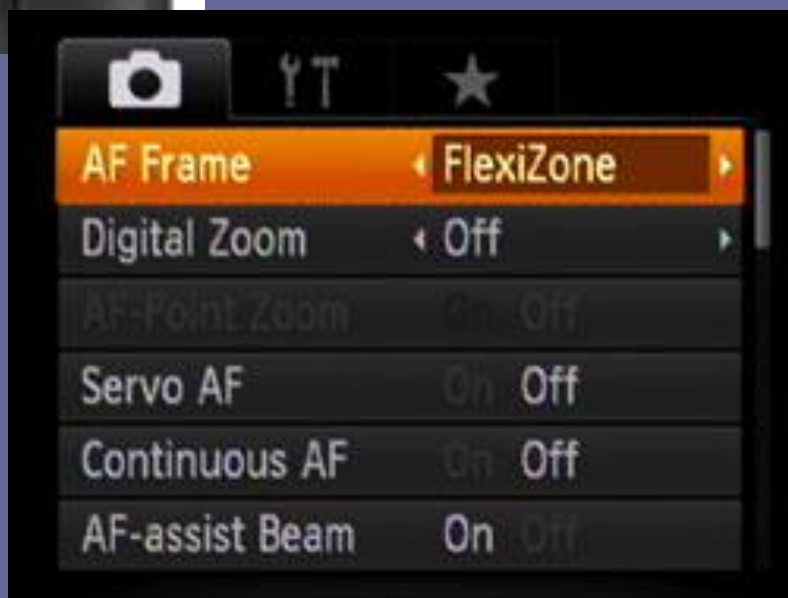 AF Frame FlexiZone
Digital Zoom Off
AF-Point Zoom On Off
Servo AF On Off
Continuous AF On Off
AF-assist Beam On Off